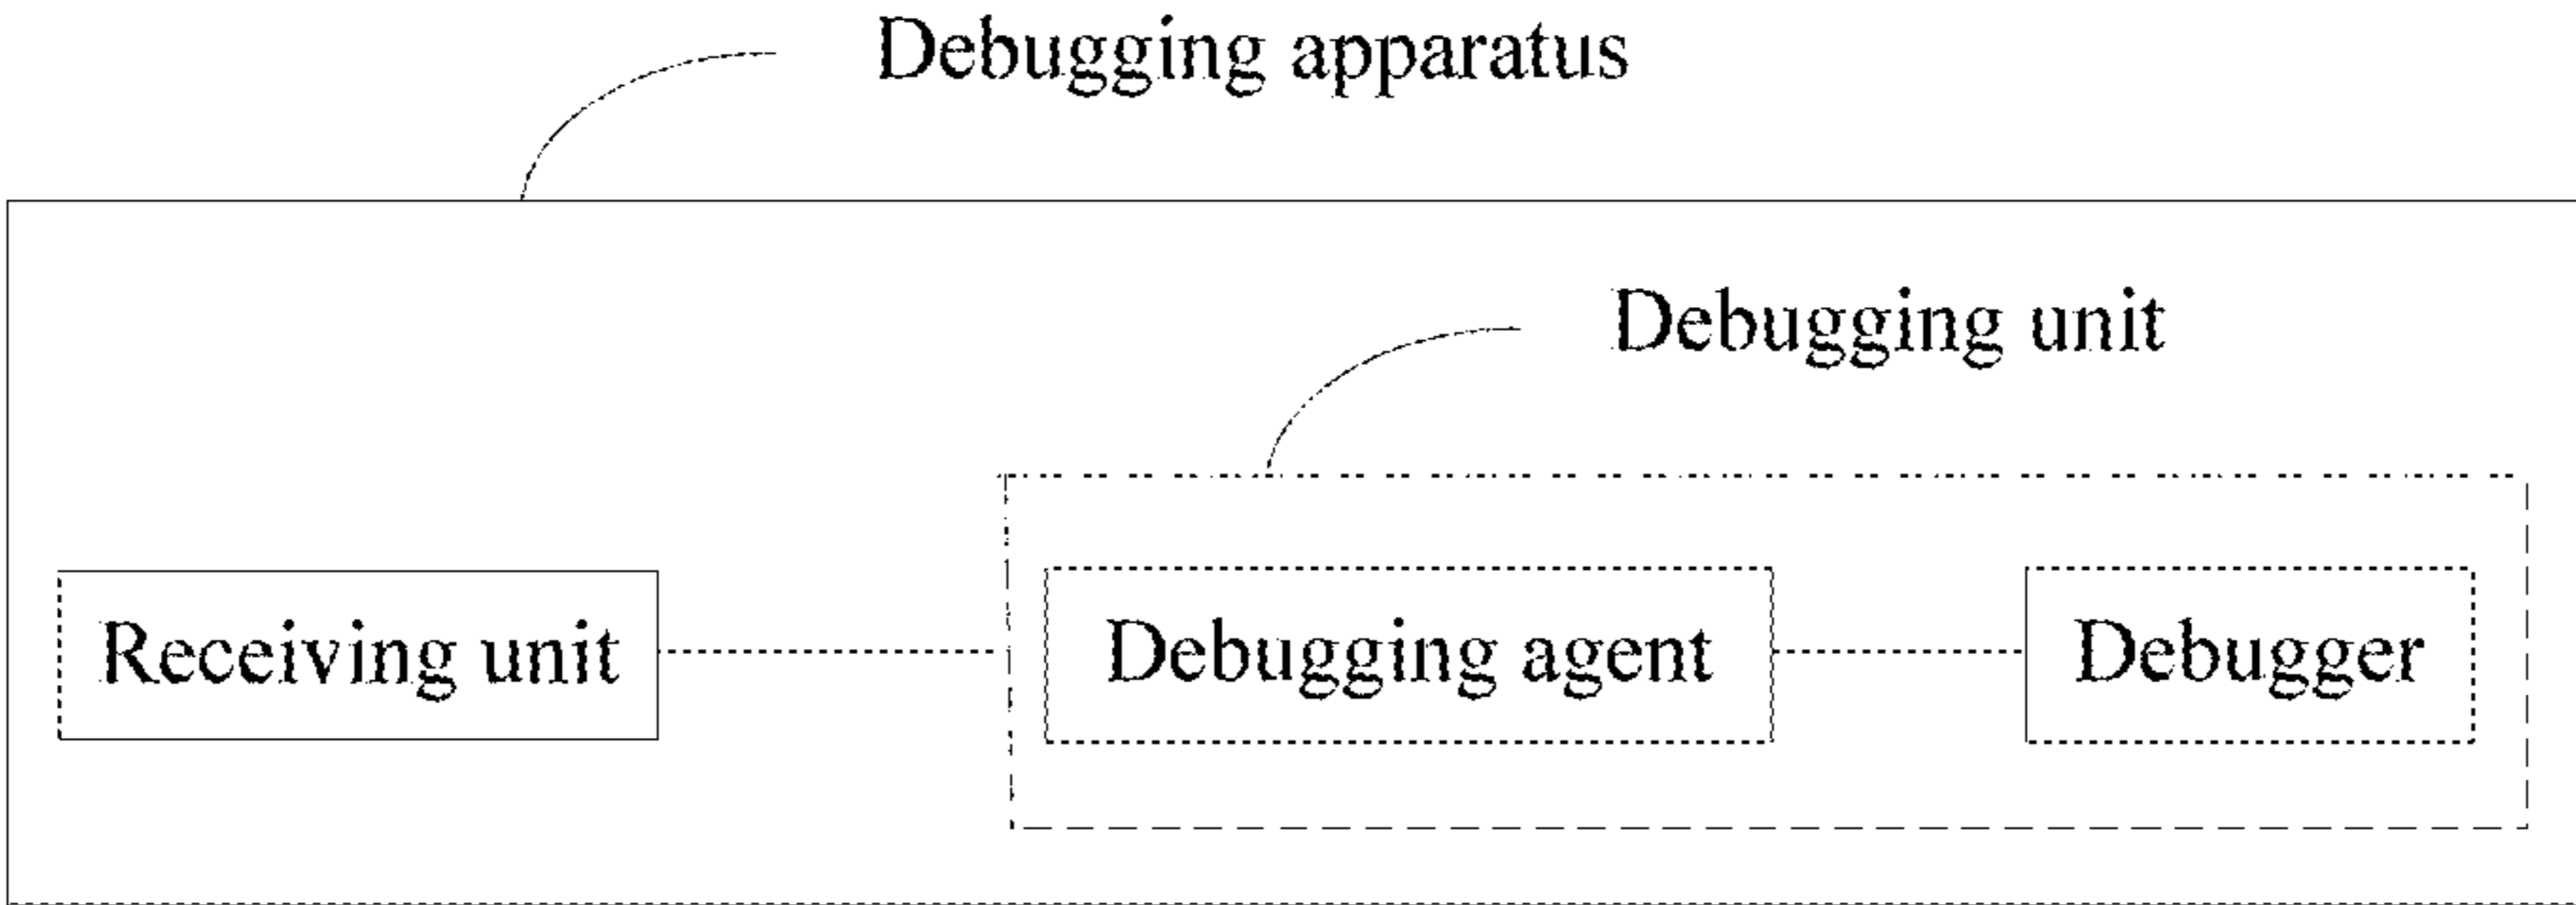 Debugging apparatus
Debugging unit
Receiving unit
Debugging agent
Debugger